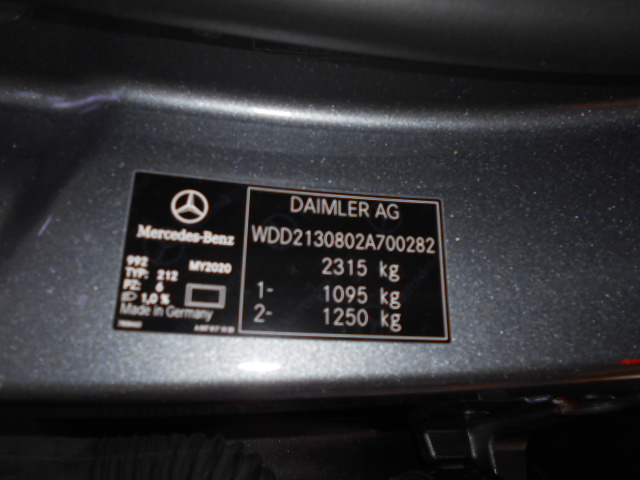 Mercedes-Benz
992 MY2020
TYP: 212
PZ: 6
1,0 %
Made in Germany
DAIMLER AG
WDD2130802A700282
2315 kg
1- 1095 kg
2- 1250 kg